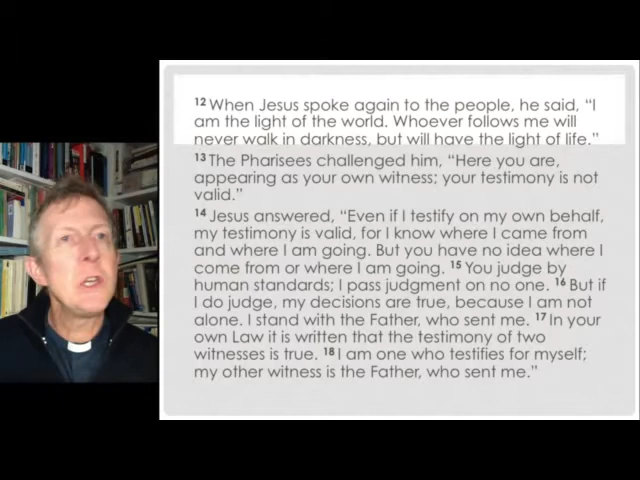 12 When Jesus spoke again to the people, he said, “I
am the light of the world. Whoever follows me will
never walk in darkness, but will have the light of life.”
13 The Pharisees challenged him, “Here you are,
appearing as your own witness; your testimony is not
valid.”
14 Jesus answered, “Even if I testify on my own behalf,
my testimony is valid, for I know where I came from
and where I am going. But you have no idea where I
come from or where I am going. 15 You judge by
human standards; I pass judgment on no one. 16 But if
I do judge, my decisions are true, because I am not
alone. I stand with the Father, who sent me. 17 In your
own Law it is written that the testimony of two
witnesses is true. 18 I am one who testifies for myself;
my other witness is the Father, who sent me.”